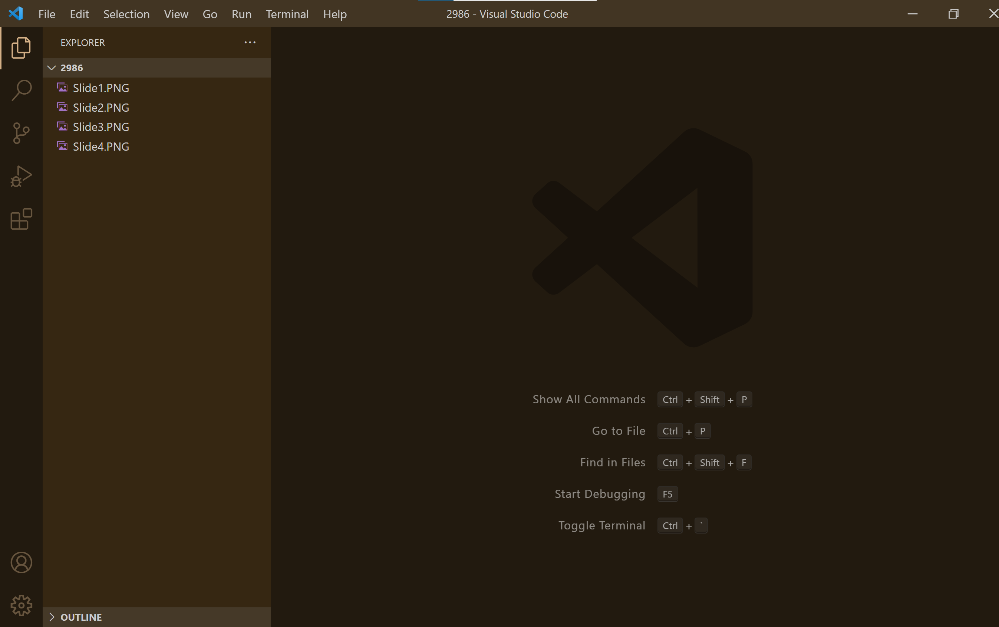 File Edit Selection View Go Run Terminal Help 2986 - Visual Studio Code
EXPLORER
2986
Slide1.PNG
Slide2.PNG
Slide3.PNG
Slide4.PNG
OUTLINE
Show All Commands Ctrl + Shift + P
Go to File Ctrl + P
Find in Files Ctrl + Shift + F
Start Debugging F5
Toggle Terminal Ctrl + `